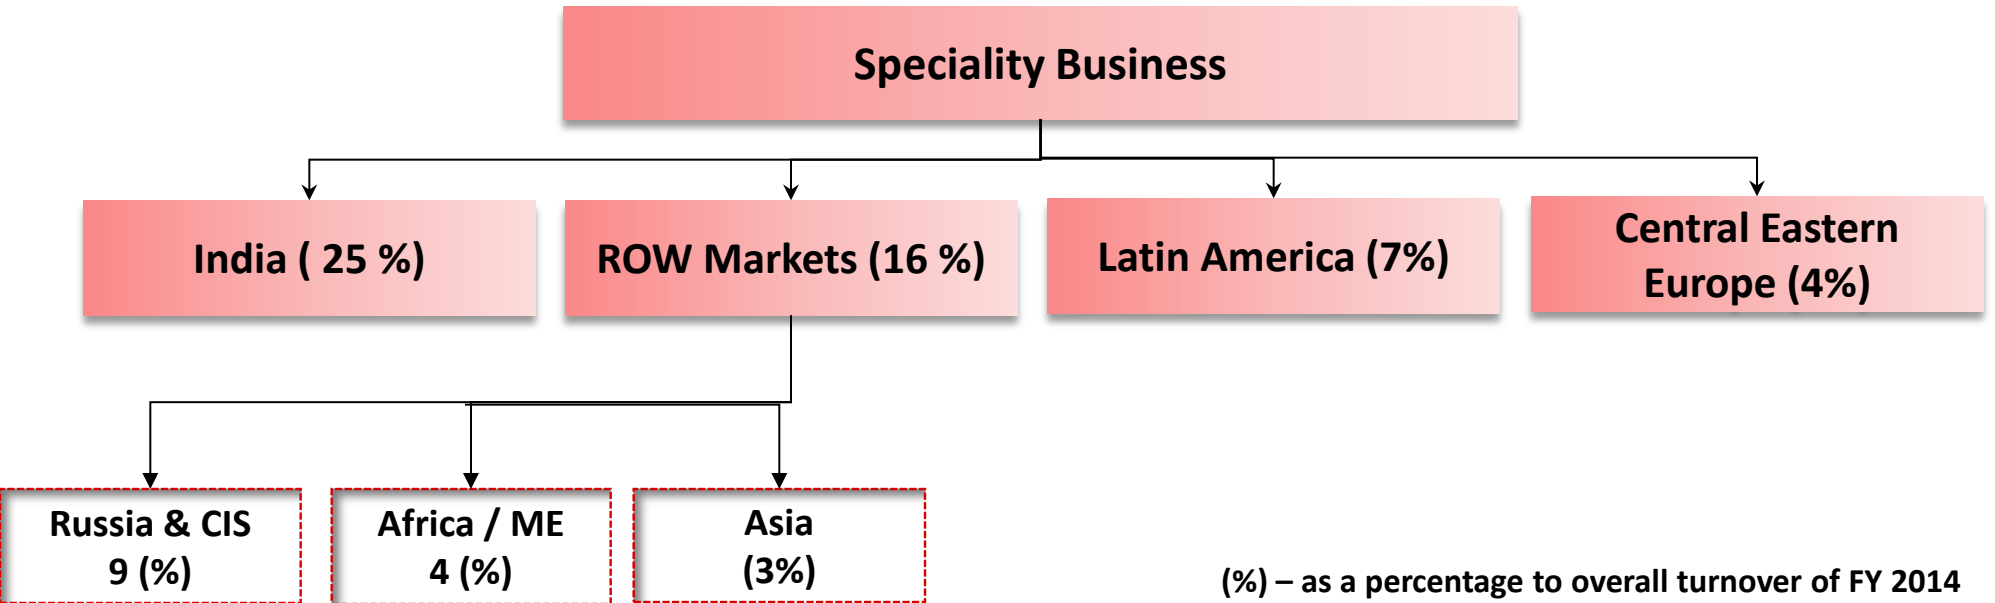 Speciality Business
India ( 25 %)
ROW Markets (16 %)
Latin America (7%)
Central Eastern
Europe (4%)
Russia & CIS
9 (%)
Africa / ME
4 (%)
Asia
(3%)
(%) – as a percentage to overall turnover of FY 2014